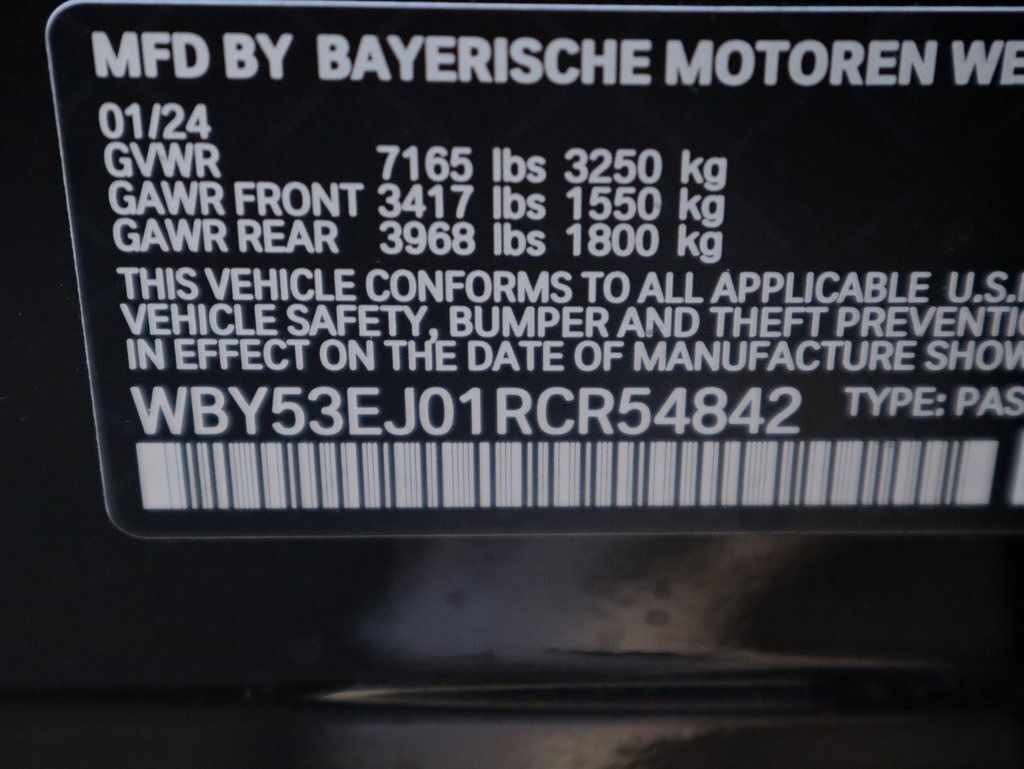 MFD BY BAYERISCHE MOTOREN WE
01/24
GVWR 7165 lbs 3250 kg
GAWR FRONT 3417 lbs 1550 kg
GAWR REAR 3968 lbs 1800 kg
THIS VEHICLE CONFORMS TO ALL APPLICABLE U.S.
VEHICLE SAFETY, BUMPER AND THEFT PREVENTI
IN EFFECT ON THE DATE OF MANUFACTURE SHOW
WBY53EJ01RCR54842 TYPE: PAS